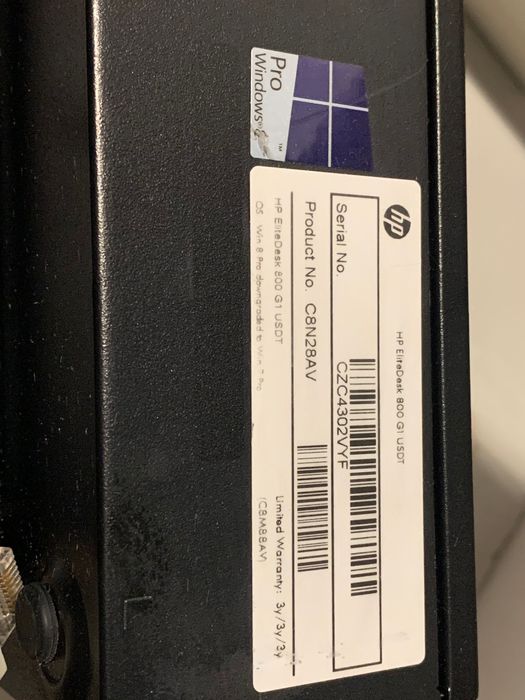 Windows
Pro
hp
HP EliteDesk 800 G1 USDT
Serial No.
CZC4302VYF
Product No. C8N28AV
HP EliteDesk 800 G1 USDT Limited Warranty: 3y/3y/3y
OS Win 8 Pro downgraded to Win 7 Pro (C8M88AV)